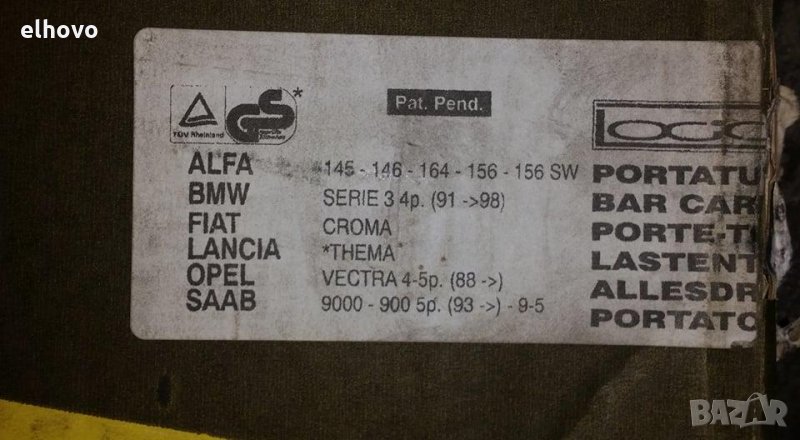 elhovo
Pat. Pend.
TÜV Rheinland
GS
*
ALFA 145 - 146 - 164 - 156 - 156 SW
BMW SERIE 3 4p. (91 ->98)
FIAT CROMA
LANCIA *THEMA
OPEL VECTRA 4-5p. (88 ->)
SAAB 9000 - 900 5p. (93 ->) - 9-5
PORTATU
BAR CAR
PORTE-T
LASTENT
ALLESDR
PORTATO
BAZAR